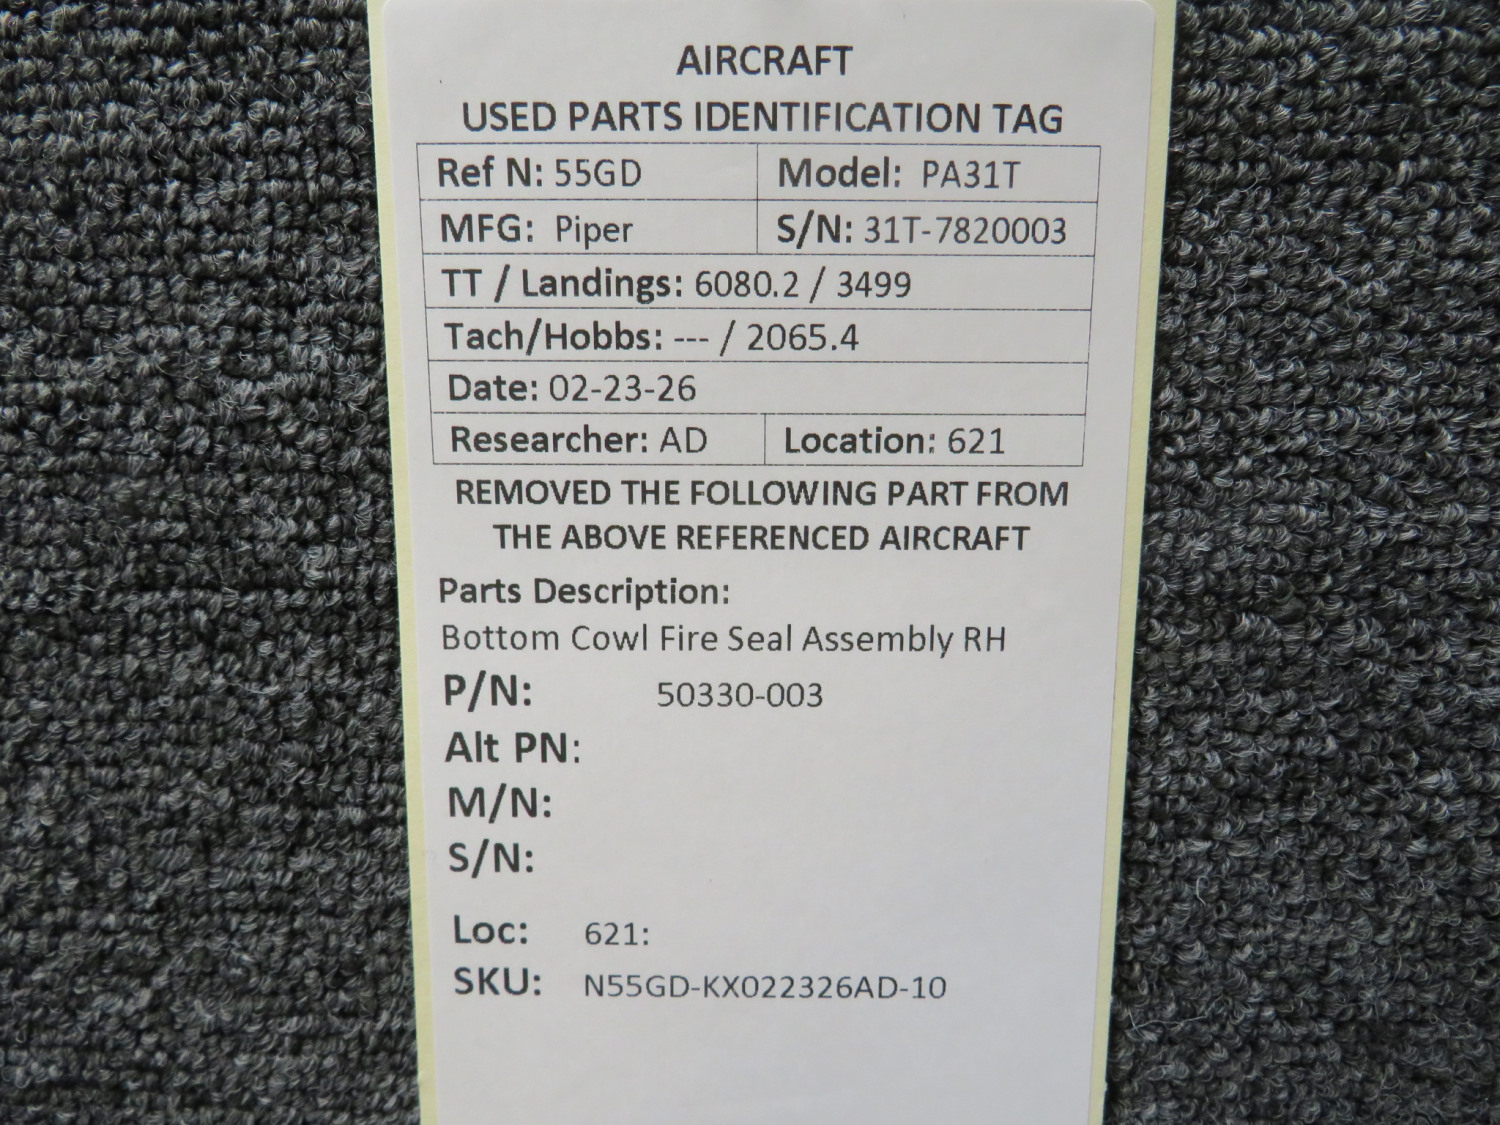 AIRCRAFT
USED PARTS IDENTIFICATION TAG
Ref N: 55GD Model: PA31T
MFG: Piper S/N: 31T-7820003
TT / Landings: 6080.2 / 3499
Tach/Hobbs: --- / 2065.4
Date: 02-23-26
Researcher: AD Location: 621
REMOVED THE FOLLOWING PART FROM
THE ABOVE REFERENCED AIRCRAFT
Parts Description:
Bottom Cowl Fire Seal Assembly RH
P/N: 50330-003
Alt PN:
M/N:
S/N:
Loc: 621:
SKU: N55GD-KX022326AD-10